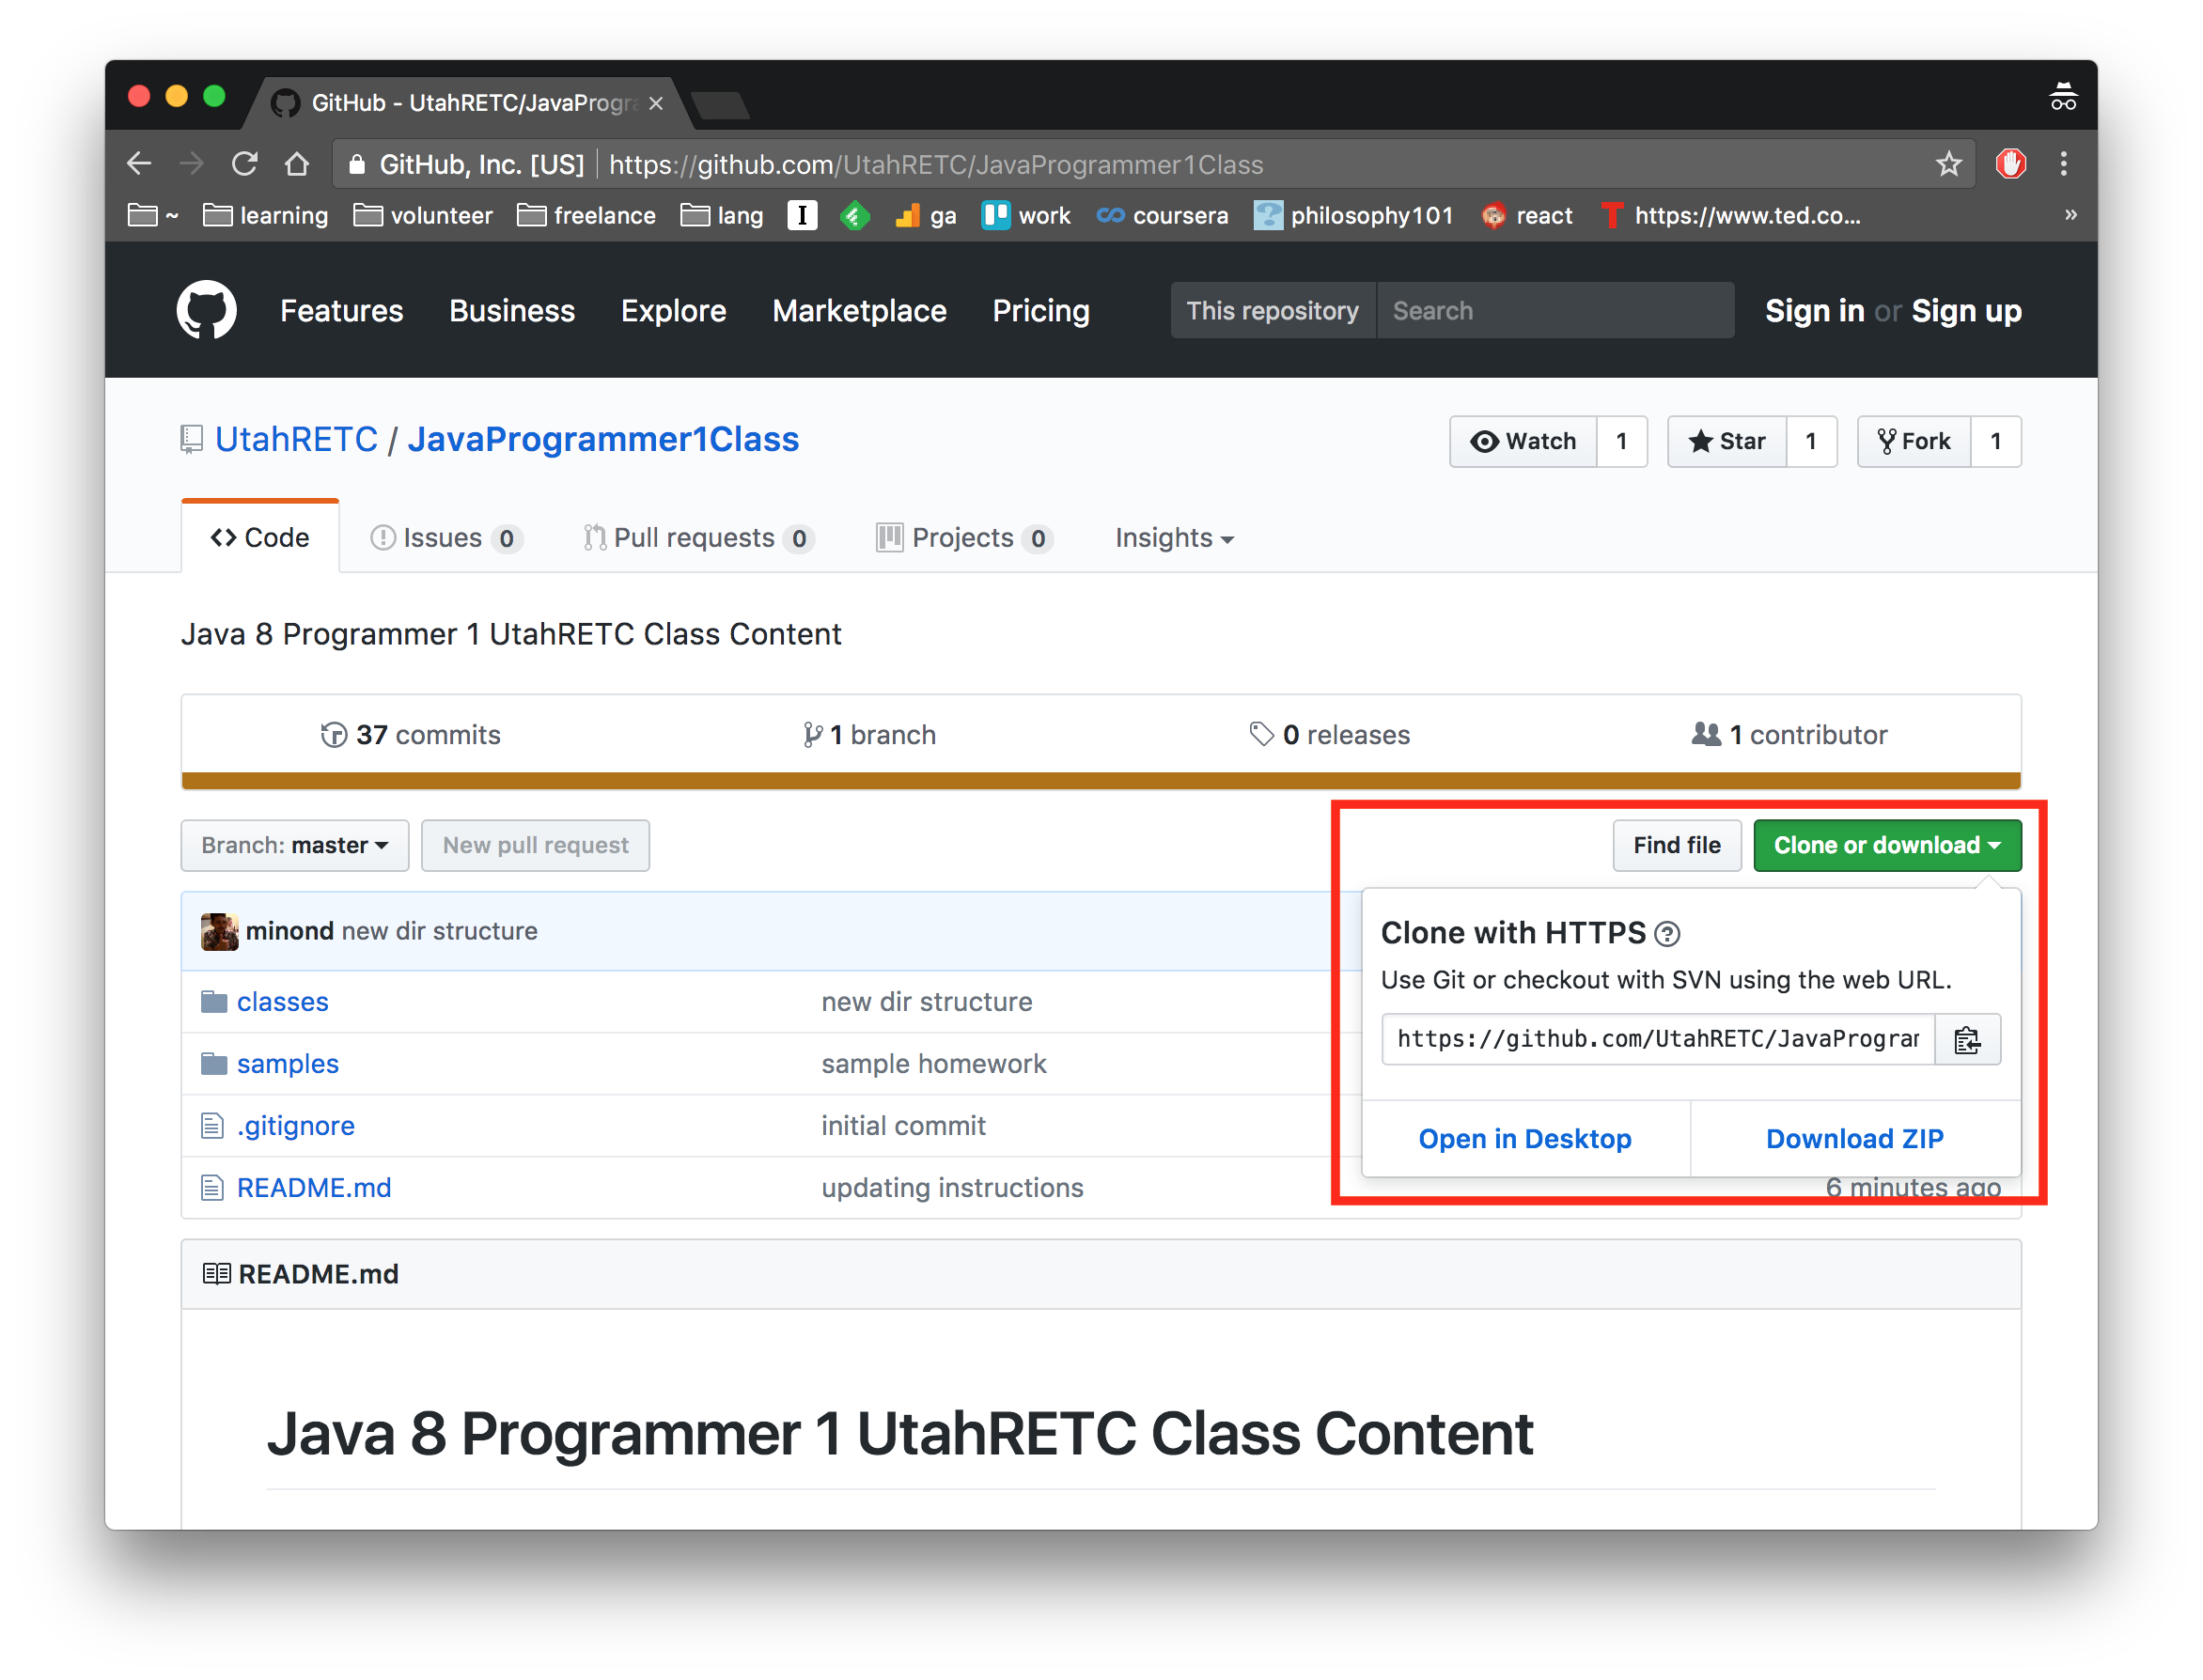 GitHub - UtahRETC/JavaProgra
GitHub, Inc. [US] https://github.com/UtahRETC/JavaProgrammer1Class
~ learning volunteer freelance lang I ga work coursera philosophy101 react https://www.ted.co... »
Features Business Explore Marketplace Pricing This repository Search Sign in or Sign up
UtahRETC / JavaProgrammer1Class Watch 1 Star 1 Fork 1
Code Issues 0 Pull requests 0 Projects 0 Insights
Java 8 Programmer 1 UtahRETC Class Content
37 commits 1 branch 0 releases 1 contributor
Branch: master New pull request Find file Clone or download
minond new dir structure
Clone with HTTPS ?
Use Git or checkout with SVN using the web URL.
https://github.com/UtahRETC/JavaProgram
Open in Desktop Download ZIP
classes new dir structure
samples sample homework
.gitignore initial commit
README.md updating instructions 6 minutes ago
README.md
Java 8 Programmer 1 UtahRETC Class Content